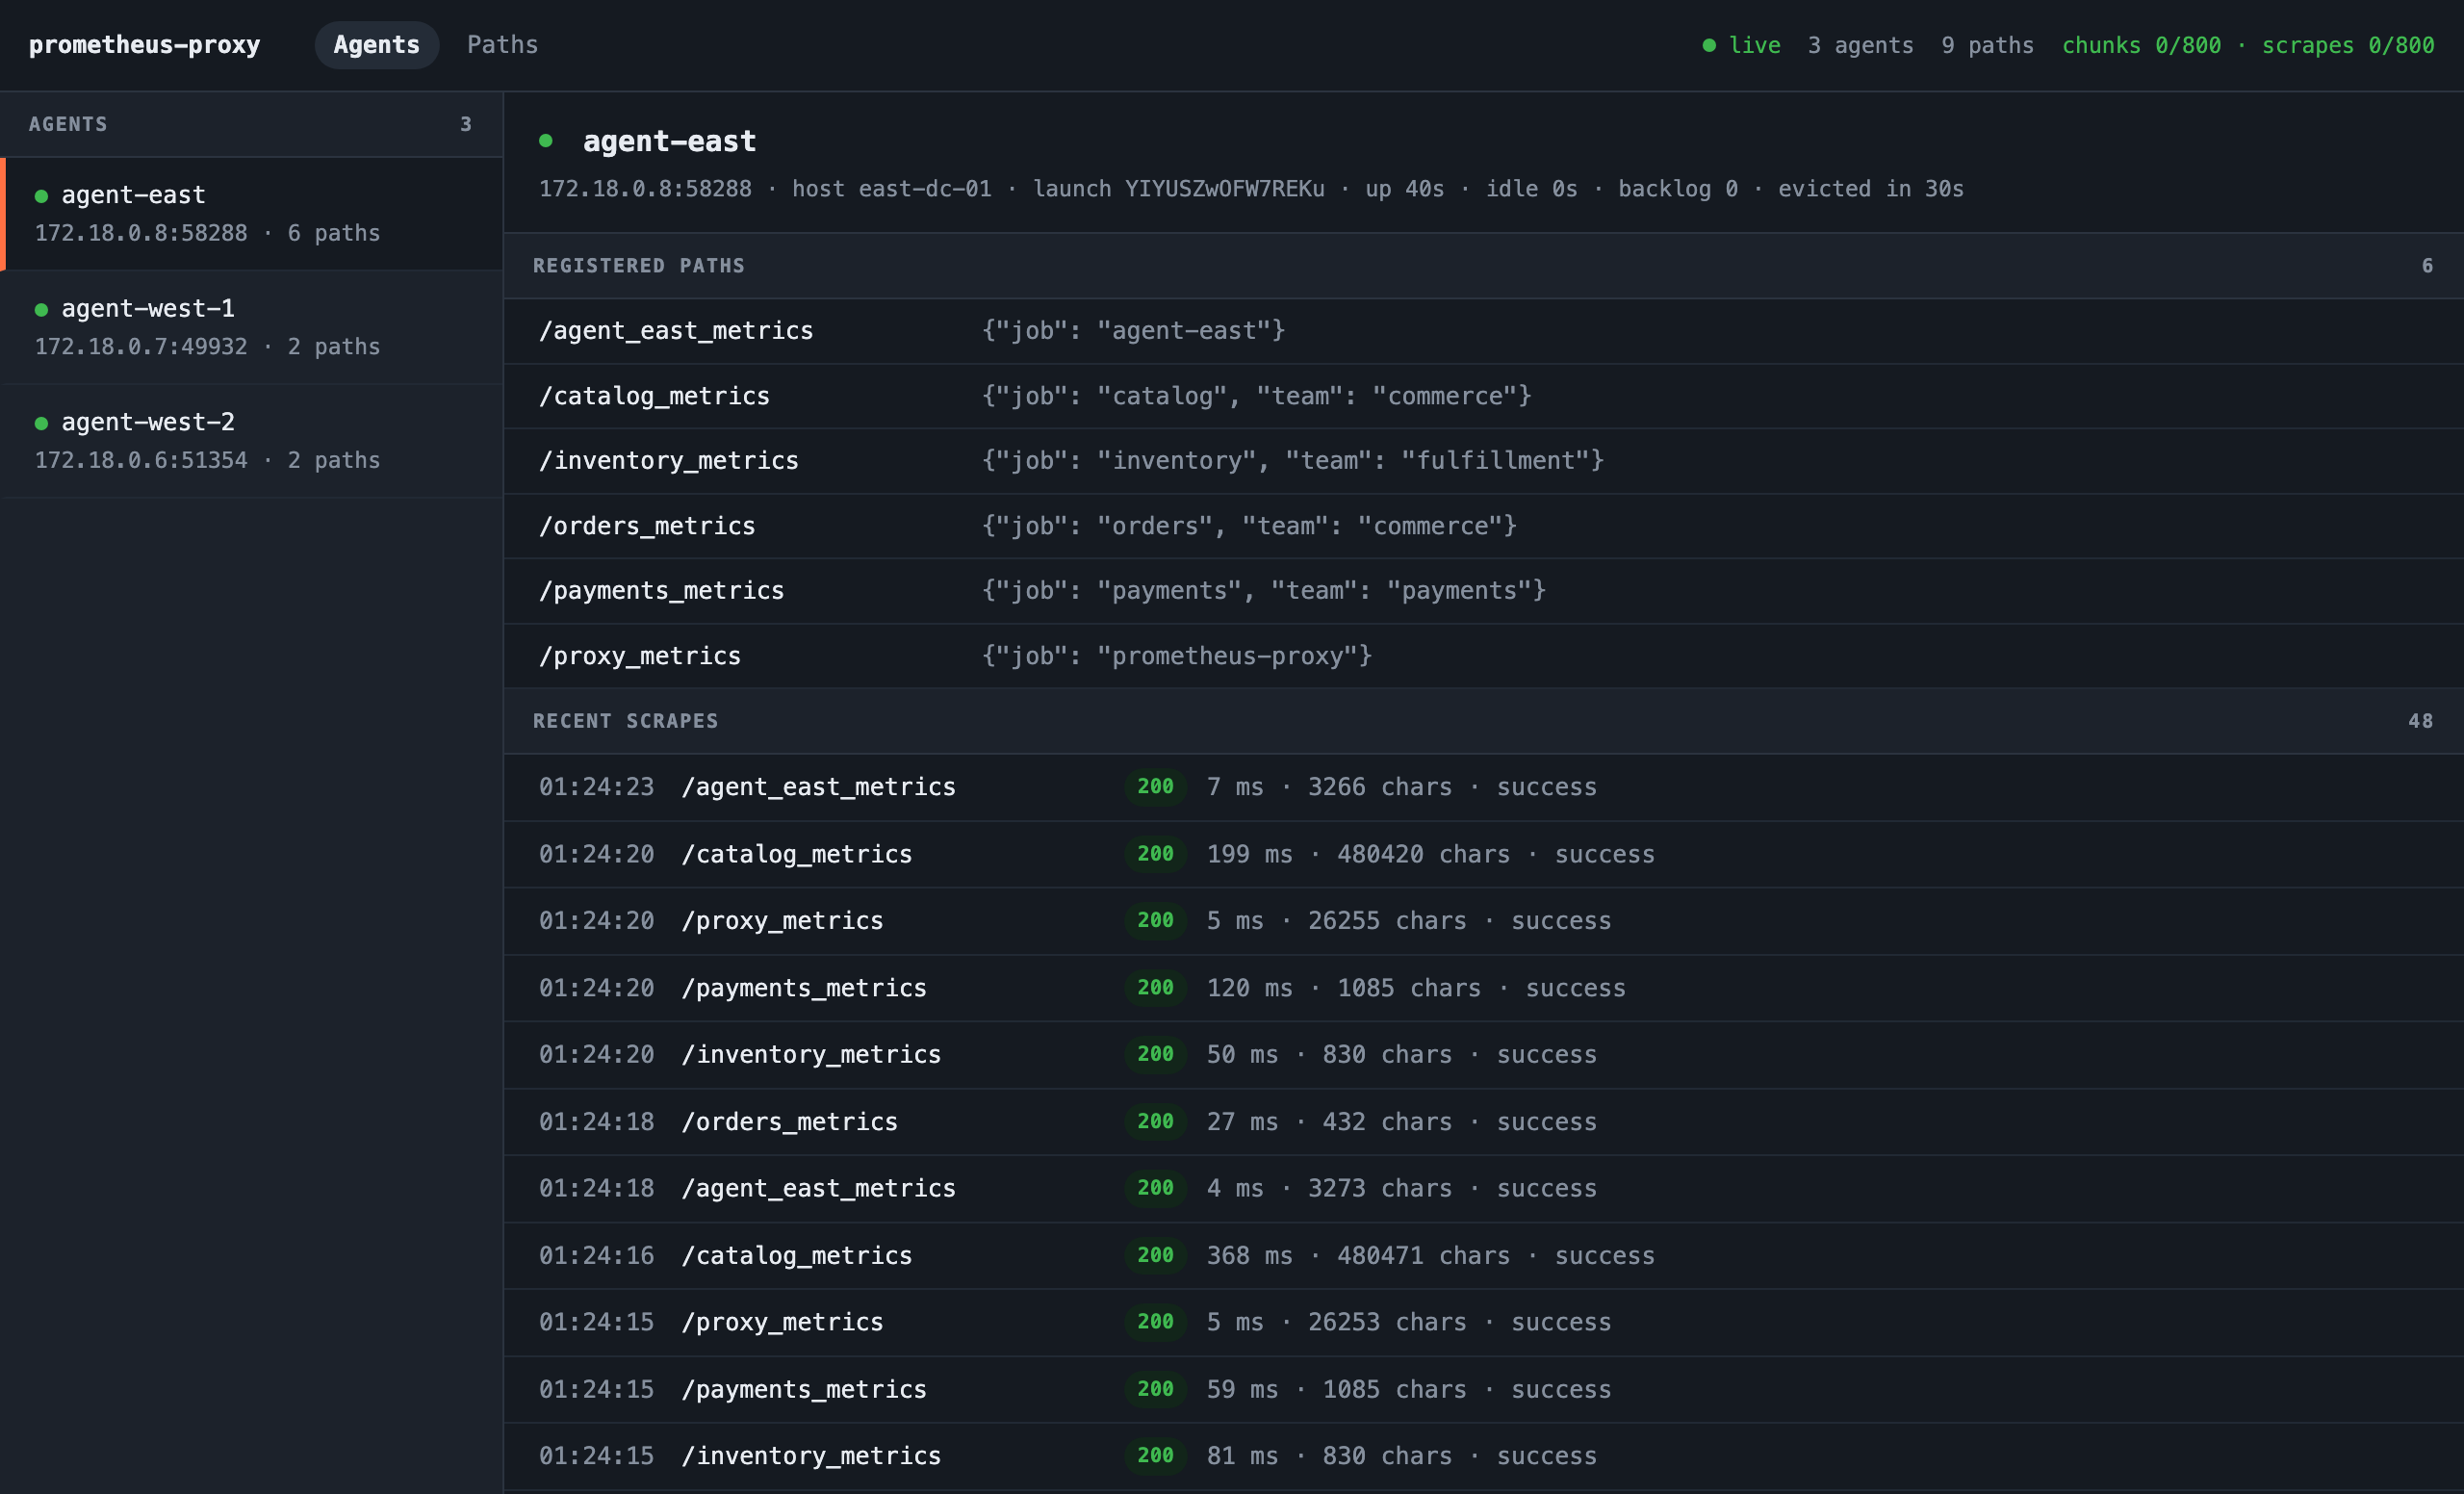 prometheus-proxy Agents Paths live 3 agents 9 paths chunks 0/800 · scrapes 0/800
AGENTS 3
agent-east
172.18.0.8:58288 · 6 paths
agent-west-1
172.18.0.7:49932 · 2 paths
agent-west-2
172.18.0.6:51354 · 2 paths
agent-east
172.18.0.8:58288 · host east-dc-01 · launch YIYUSZwOFW7REKu · up 40s · idle 0s · backlog 0 · evicted in 30s
REGISTERED PATHS 6
/agent_east_metrics {"job": "agent-east"}
/catalog_metrics {"job": "catalog", "team": "commerce"}
/inventory_metrics {"job": "inventory", "team": "fulfillment"}
/orders_metrics {"job": "orders", "team": "commerce"}
/payments_metrics {"job": "payments", "team": "payments"}
/proxy_metrics {"job": "prometheus-proxy"}
RECENT SCRAPES 48
01:24:23 /agent_east_metrics 200 7 ms · 3266 chars · success
01:24:20 /catalog_metrics 200 199 ms · 480420 chars · success
01:24:20 /proxy_metrics 200 5 ms · 26255 chars · success
01:24:20 /payments_metrics 200 120 ms · 1085 chars · success
01:24:20 /inventory_metrics 200 50 ms · 830 chars · success
01:24:18 /orders_metrics 200 27 ms · 432 chars · success
01:24:18 /agent_east_metrics 200 4 ms · 3273 chars · success
01:24:16 /catalog_metrics 200 368 ms · 480471 chars · success
01:24:15 /proxy_metrics 200 5 ms · 26253 chars · success
01:24:15 /payments_metrics 200 59 ms · 1085 chars · success
01:24:15 /inventory_metrics 200 81 ms · 830 chars · success